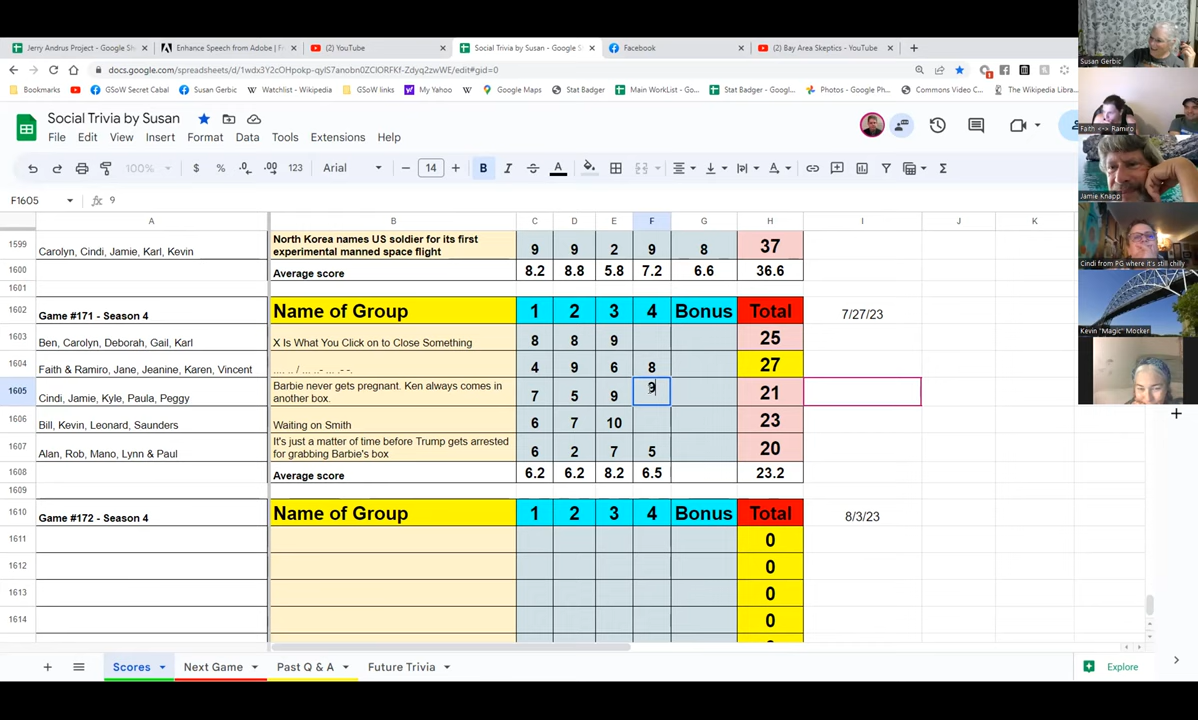 Jerry Andrus Project - Google Sh
Enhance Speech from Adobe | F
(2) YouTube
Social Trivia by Susan - Google S
Facebook
(2) Bay Area Skeptics - YouTube
docs.google.com/spreadsheets/d/1wdx3Y2cOHpokp-qyIS7anobn0ZClORFKf-Zdyq2zwWE/edit#gid=0
Bookmarks
GSoW Secret Cabal
Susan Gerbic
Watchlist - Wikipedia
GSoW links
My Yahoo
Google Maps
Stat Badger
Main WorkList - Go
Stat Badger - Goog
Photos - Google Ph
Commons Video C
The Wikipedia Libra
Social Trivia by Susan
File Edit View Insert Format Data Tools Extensions Help
100% $ % .0 .00 123 Arial 14 B I A
F1605 fx 9
A B C D E F G H I J K
1599 Carolyn, Cindi, Jamie, Karl, Kevin
North Korea names US soldier for its first
experimental manned space flight
9 9 2 9 8 37
1600 Average score 8.2 8.8 5.8 7.2 6.6 36.6
1601
1602 Game #171 - Season 4 Name of Group 1 2 3 4 Bonus Total 7/27/23
1603 Ben, Carolyn, Deborah, Gail, Karl X Is What You Click on to Close Something 8 8 9 25
1604 Faith & Ramiro, Jane, Jeanine, Karen, Vincent .... .. / ... ..- ... .-. -. 4 9 6 8 27
1605 Cindi, Jamie, Kyle, Paula, Peggy
Barbie never gets pregnant. Ken always comes in
another box.
7 5 9 9 21
1606 Bill, Kevin, Leonard, Saunders Waiting on Smith 6 7 10 23
1607 Alan, Rob, Mano, Lynn & Paul
It's just a matter of time before Trump gets arrested
for grabbing Barbie's box
6 2 7 5 20
1608 Average score 6.2 6.2 8.2 6.5 23.2
1609
1610 Game #172 - Season 4 Name of Group 1 2 3 4 Bonus Total 8/3/23
1611 0
1612 0
1613 0
1614 0
Scores
Next Game
Past Q & A
Future Trivia
Explore
Susan Gerbic
Faith <-> Ramiro
Jamie Knapp
Cindi from PG where it's still chilly
Kevin "Magic" Mocker